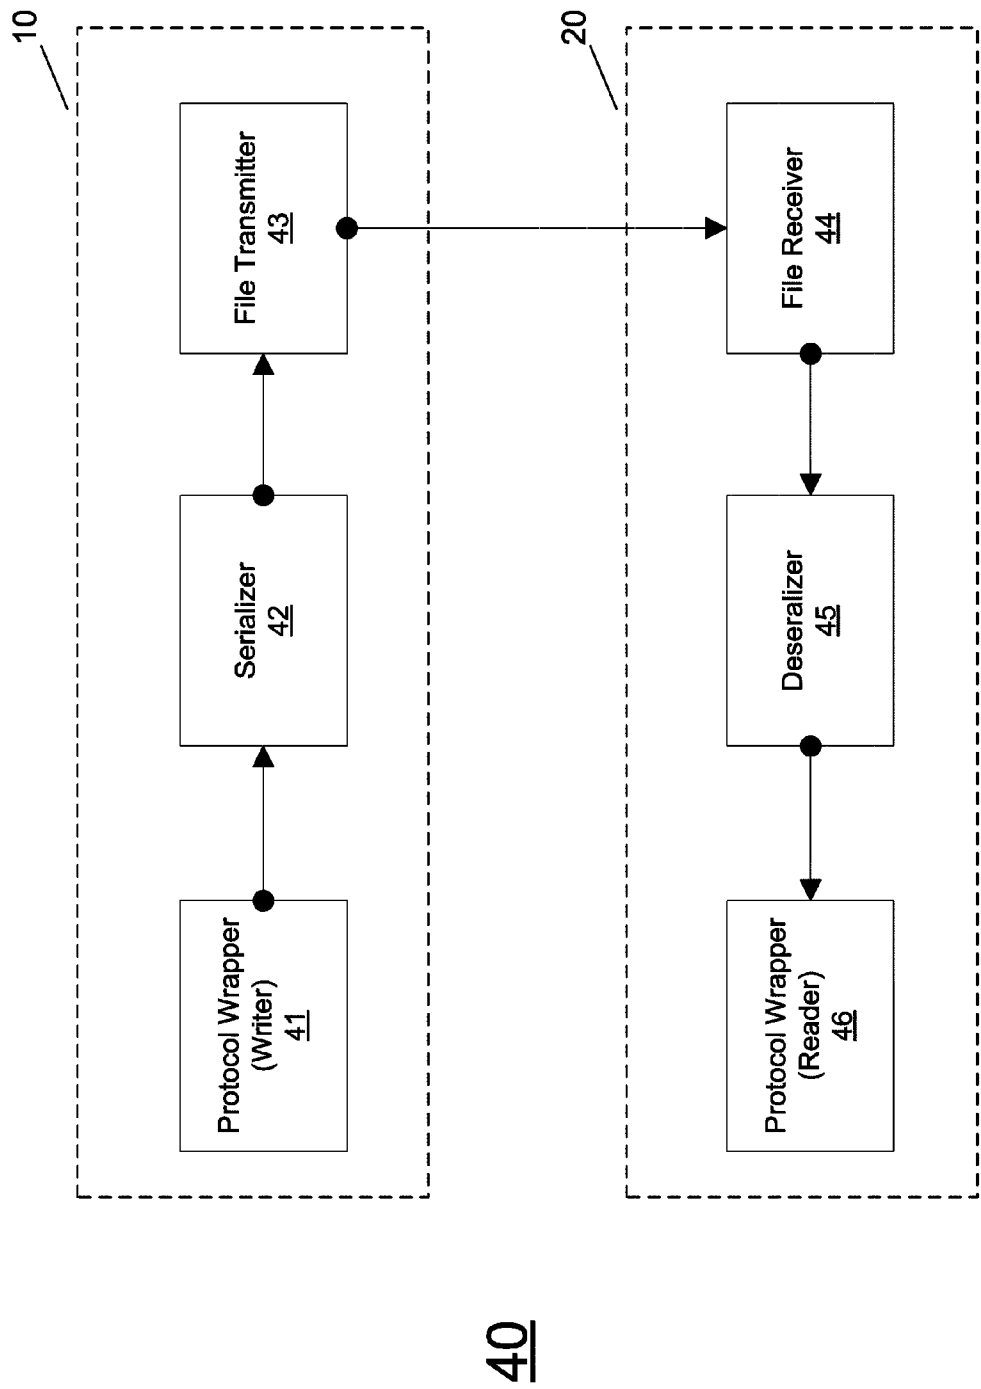 10
Protocol Wrapper
(Writer)
41
Serializer
42
File Transmitter
43
20
Protocol Wrapper
(Reader)
46
Deseralizer
45
File Receiver
44
40